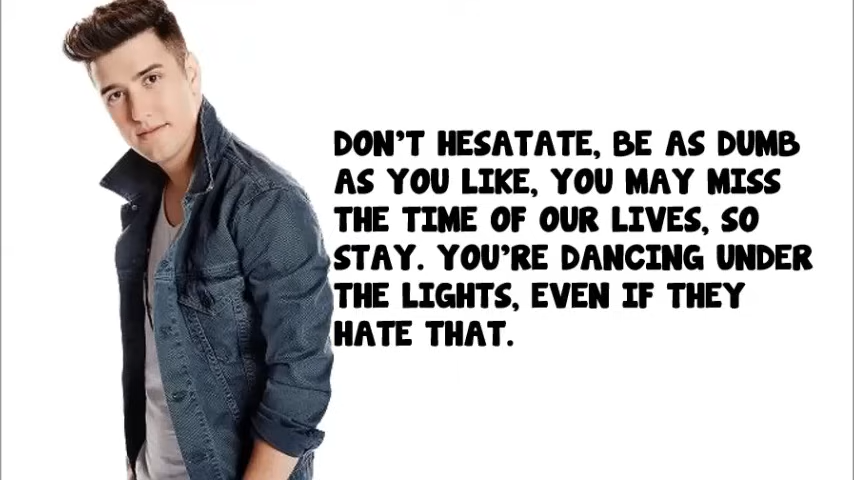 DON'T HESATATE, BE AS DUMB
AS YOU LIKE, YOU MAY MISS
THE TIME OF OUR LIVES, SO
STAY. YOU'RE DANCING UNDER
THE LIGHTS, EVEN IF THEY
HATE THAT.